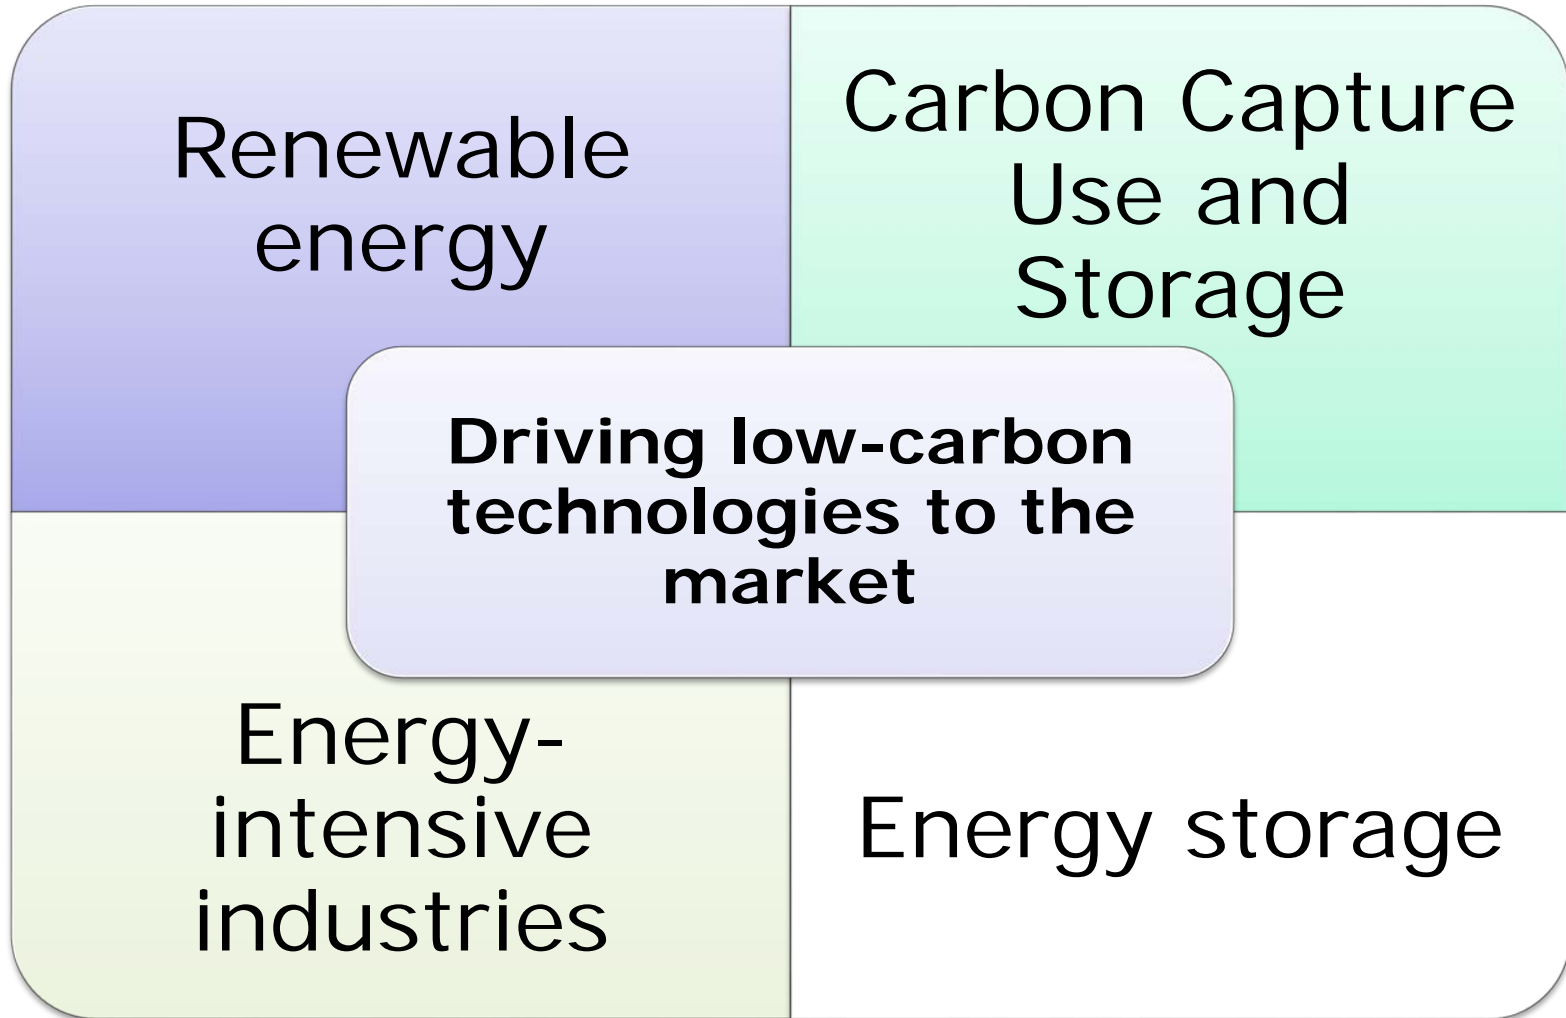 Renewable
energy
Carbon Capture
Use and
Storage
Driving low-carbon
technologies to the
market
Energy-
intensive
industries
Energy storage